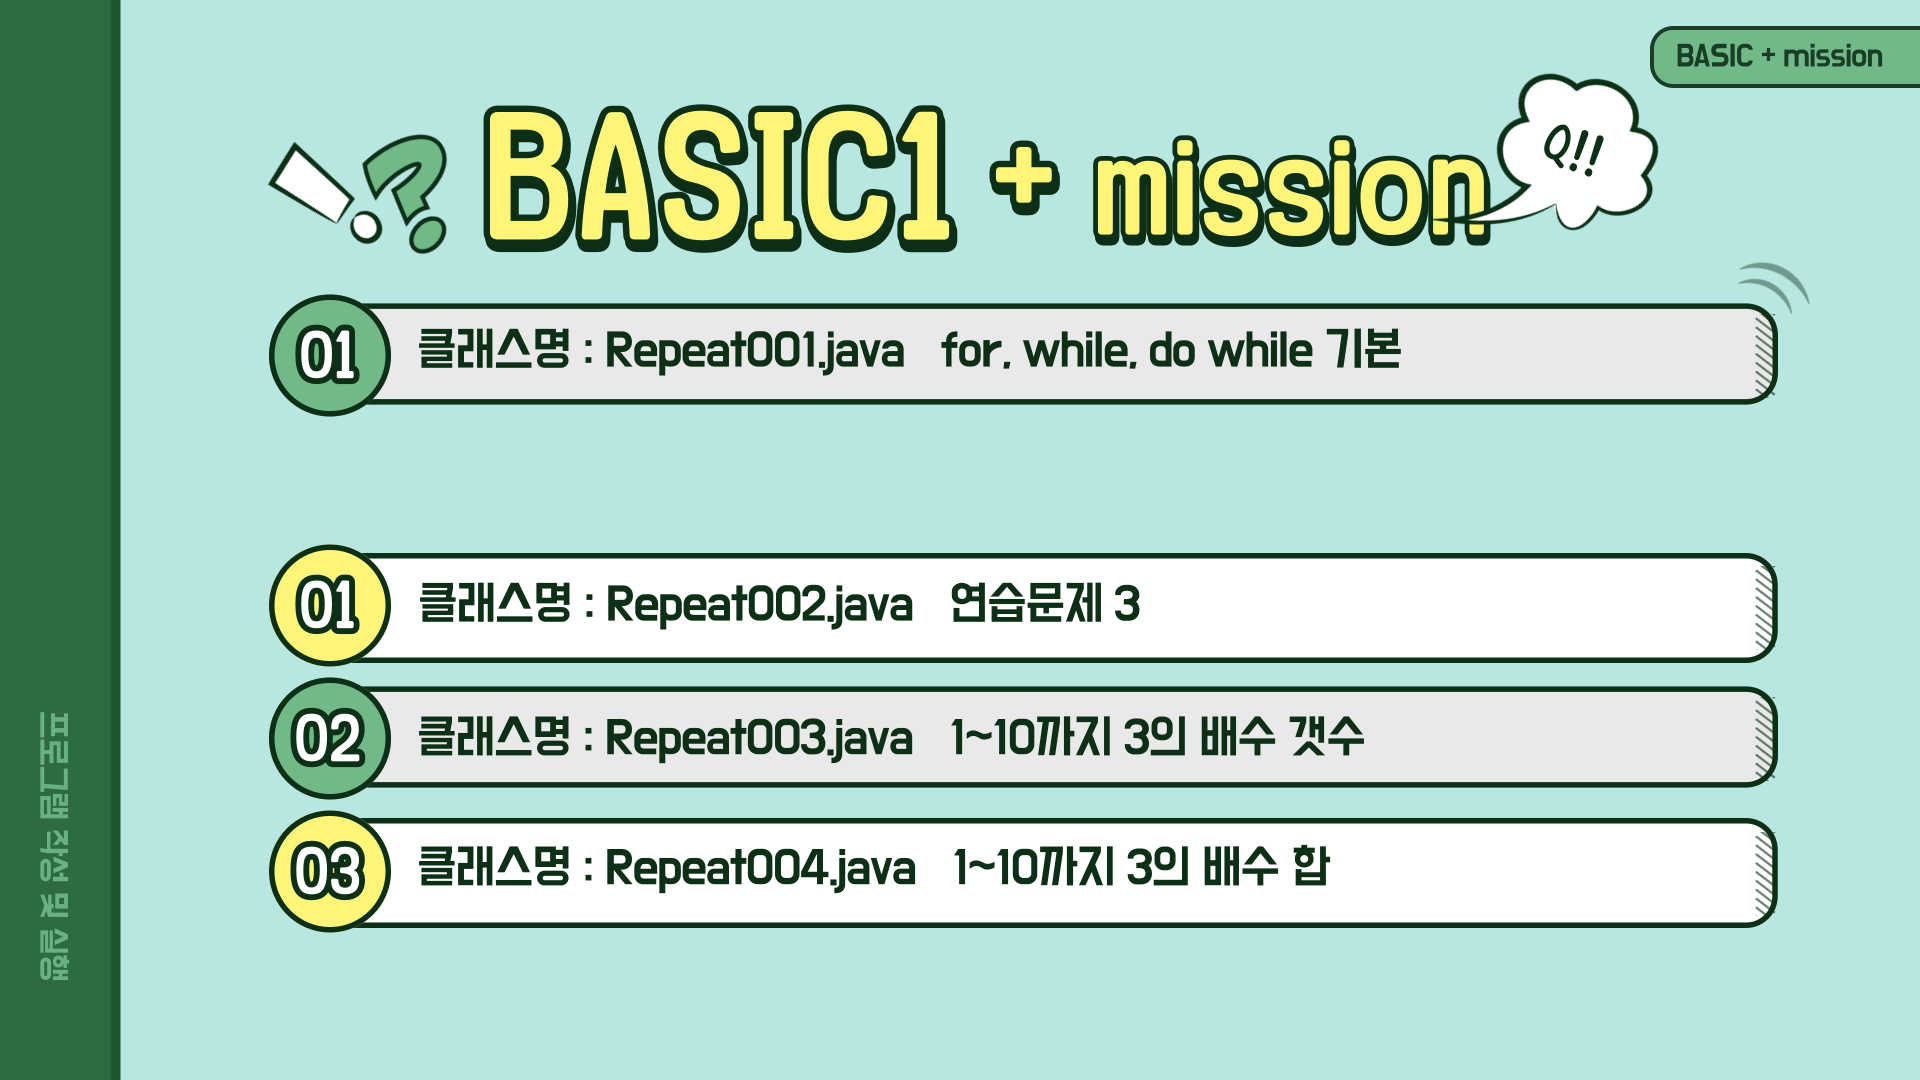 BASIC + mission
BASIC1 + mission
Q!!
01 클래스명 : Repeat001.java for, while, do while 기본
01 클래스명 : Repeat002.java 연습문제 3
02 클래스명 : Repeat003.java 1~10까지 3의 배수 갯수
03 클래스명 : Repeat004.java 1~10까지 3의 배수 합
프로그램 작성 및 실행